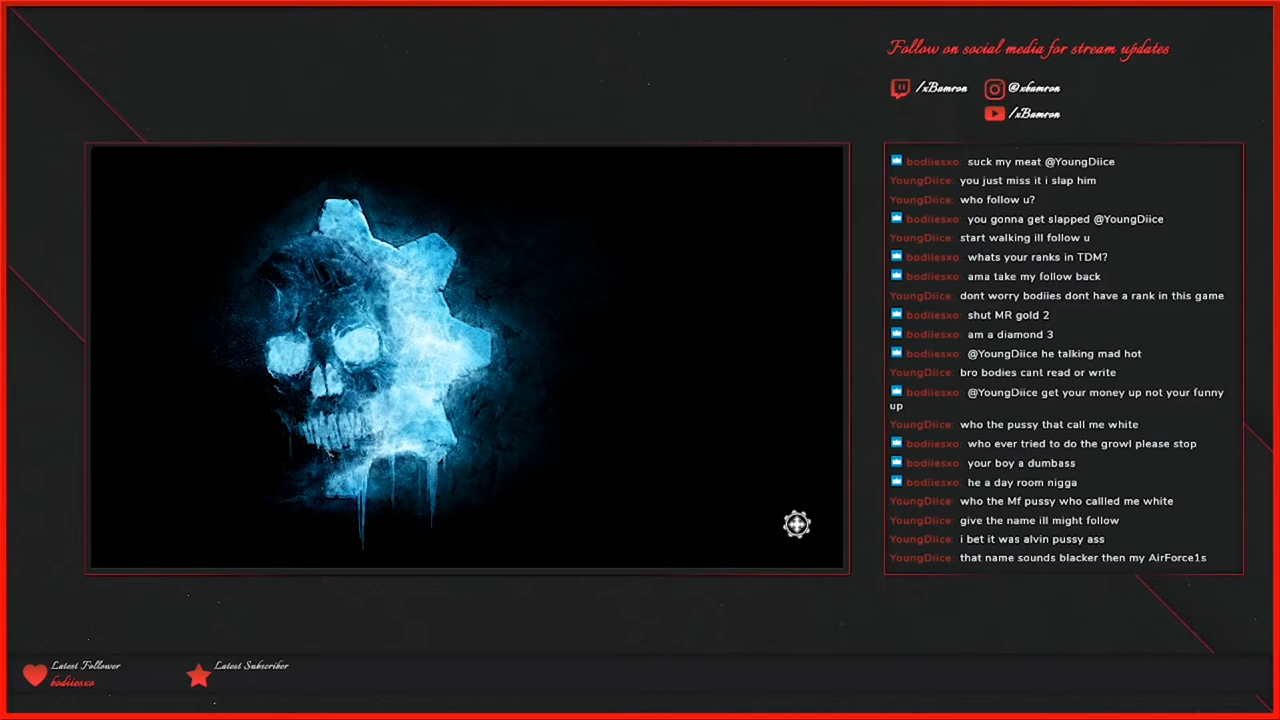 Follow on social media for stream updates
/xBamron @xbamron
/xBamron
bodiiesxo: suck my meat @YoungDiice
YoungDiice: you just miss it i slap him
YoungDiice: who follow u?
bodiiesxo: you gonna get slapped @YoungDiice
YoungDiice: start walking ill follow u
bodiiesxo: whats your ranks in TDM?
bodiiesxo: ama take my follow back
YoungDiice: dont worry bodiies dont have a rank in this game
bodiiesxo: shut MR gold 2
bodiiesxo: am a diamond 3
bodiiesxo: @YoungDiice he talking mad hot
YoungDiice: bro bodies cant read or write
bodiiesxo: @YoungDiice get your money up not your funny
up
YoungDiice: who the pussy that call me white
bodiiesxo: who ever tried to do the growl please stop
bodiiesxo: your boy a dumbass
bodiiesxo: he a day room nigga
YoungDiice: who the Mf pussy who callled me white
YoungDiice: give the name ill might follow
YoungDiice: i bet it was alvin pussy ass
YoungDiice: that name sounds blacker then my AirForce1s
Latest Follower
bodiiesxo
Latest Subscriber